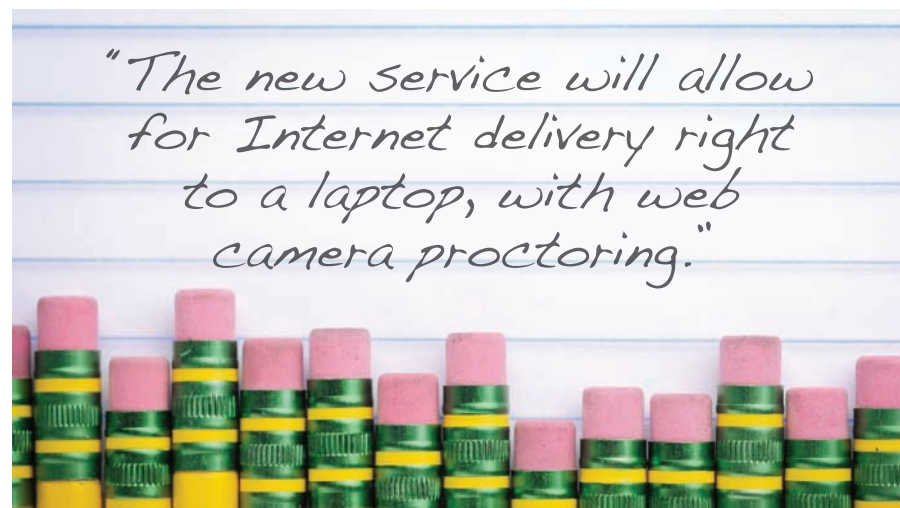 "The new service will allow
for Internet delivery right
to a laptop, with web
camera proctoring."